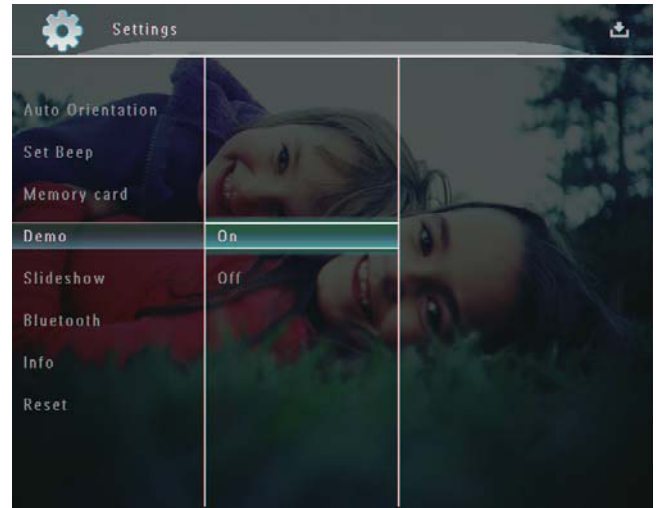 Settings
Auto Orientation
Set Beep
Memory card
Demo
On
Slideshow
Off
Bluetooth
Info
Reset